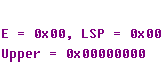 E = 0x00, LSP = 0x00
Upper = 0x00000000